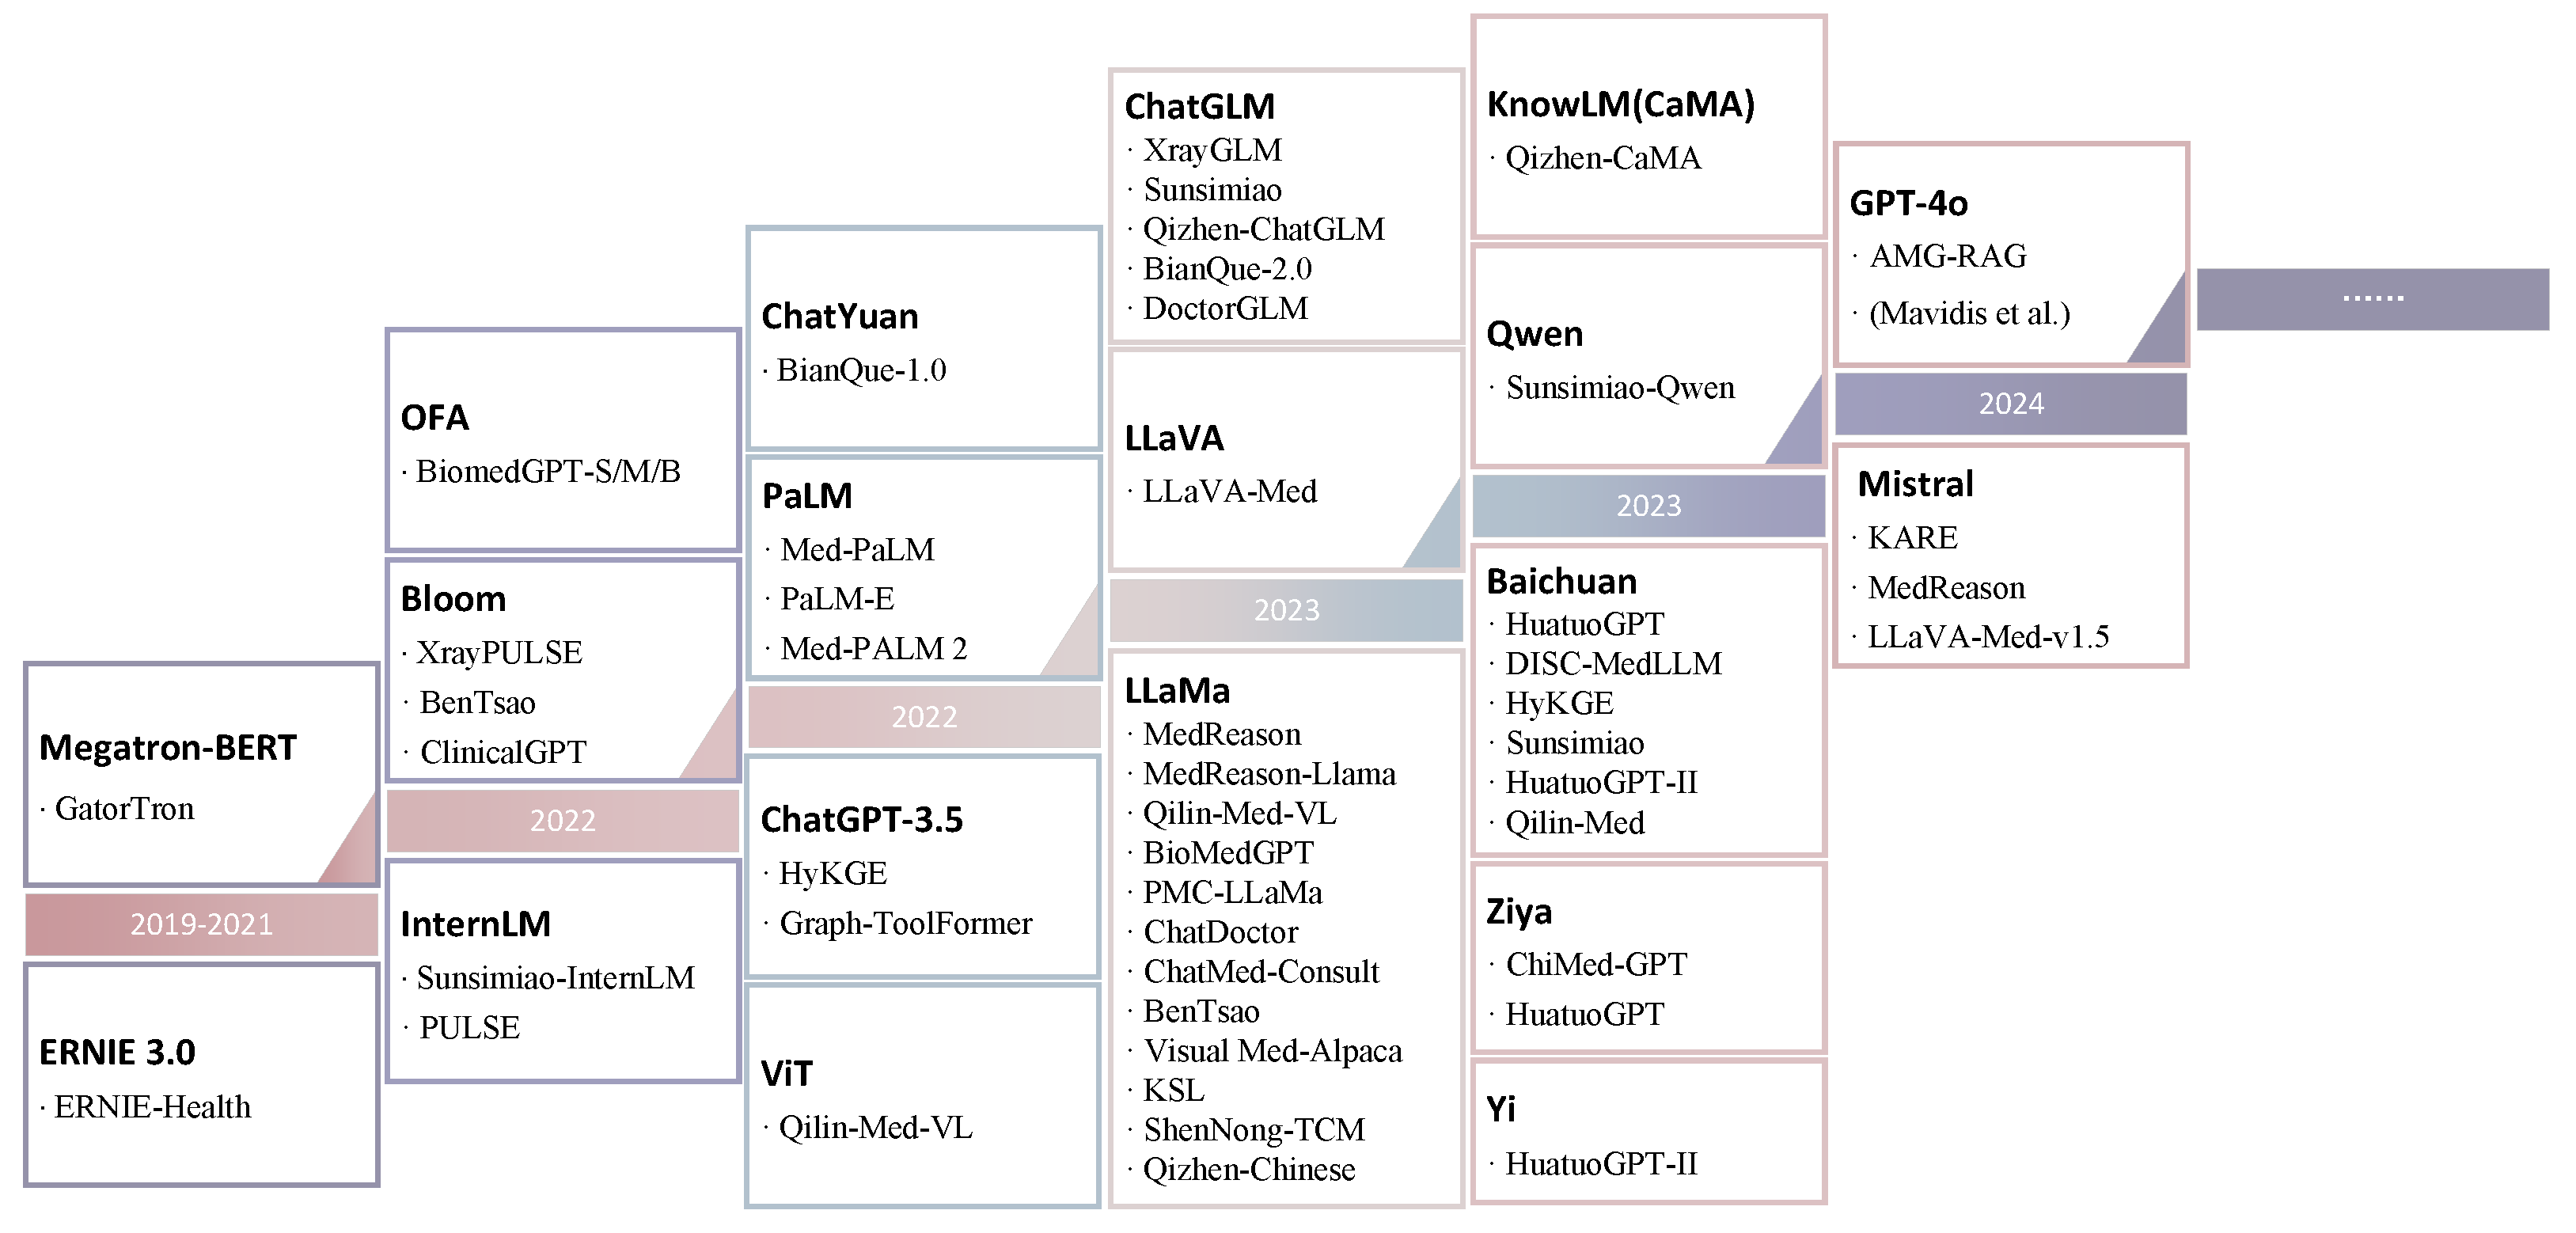 Megatron-BERT
· GatorTron
2019-2021
ERNIE 3.0
· ERNIE-Health
OFA
· BiomedGPT-S/M/B
Bloom
· XrayPULSE
· BenTsao
· ClinicalGPT
2022
InternLM
· Sunsimiao-InternLM
· PULSE
ChatYuan
· BianQue-1.0
PaLM
· Med-PaLM
· PaLM-E
· Med-PALM 2
2022
ChatGPT-3.5
· HyKGE
· Graph-ToolFormer
ViT
· Qilin-Med-VL
ChatGLM
· XrayGLM
· Sunsimiao
· Qizhen-ChatGLM
· BianQue-2.0
· DoctorGLM
LLaVA
· LLaVA-Med
2023
LLaMa
· MedReason
· MedReason-Llama
· Qilin-Med-VL
· BioMedGPT
· PMC-LLaMa
· ChatDoctor
· ChatMed-Consult
· BenTsao
· Visual Med-Alpaca
· KSL
· ShenNong-TCM
· Qizhen-Chinese
KnowLM(CaMA)
· Qizhen-CaMA
Qwen
· Sunsimiao-Qwen
2023
Baichuan
· HuatuoGPT
· DISC-MedLLM
· HyKGE
· Sunsimiao
· HuatuoGPT-II
· Qilin-Med
Ziya
· ChiMed-GPT
· HuatuoGPT
Yi
· HuatuoGPT-II
GPT-4o
· AMG-RAG
· (Mavidis et al.)
2024
Mistral
· KARE
· MedReason
· LLaVA-Med-v1.5
......